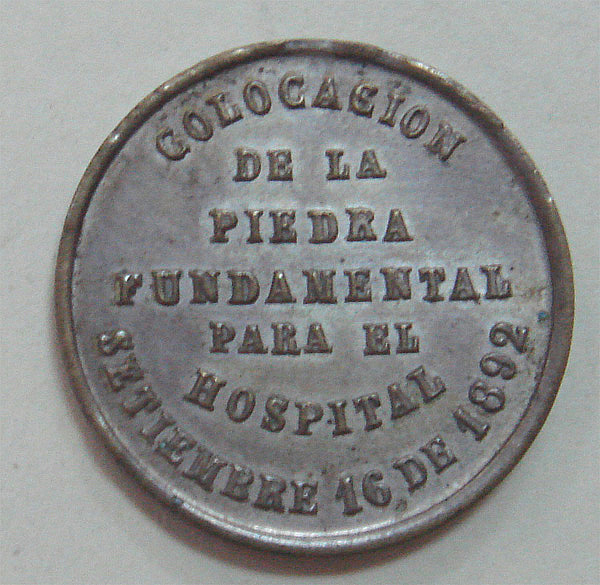 COLOCACION
DE LA
PIEDRA
FUNDAMENTAL
PARA EL
HOSPITAL
SETIEMBRE 16 DE 1892